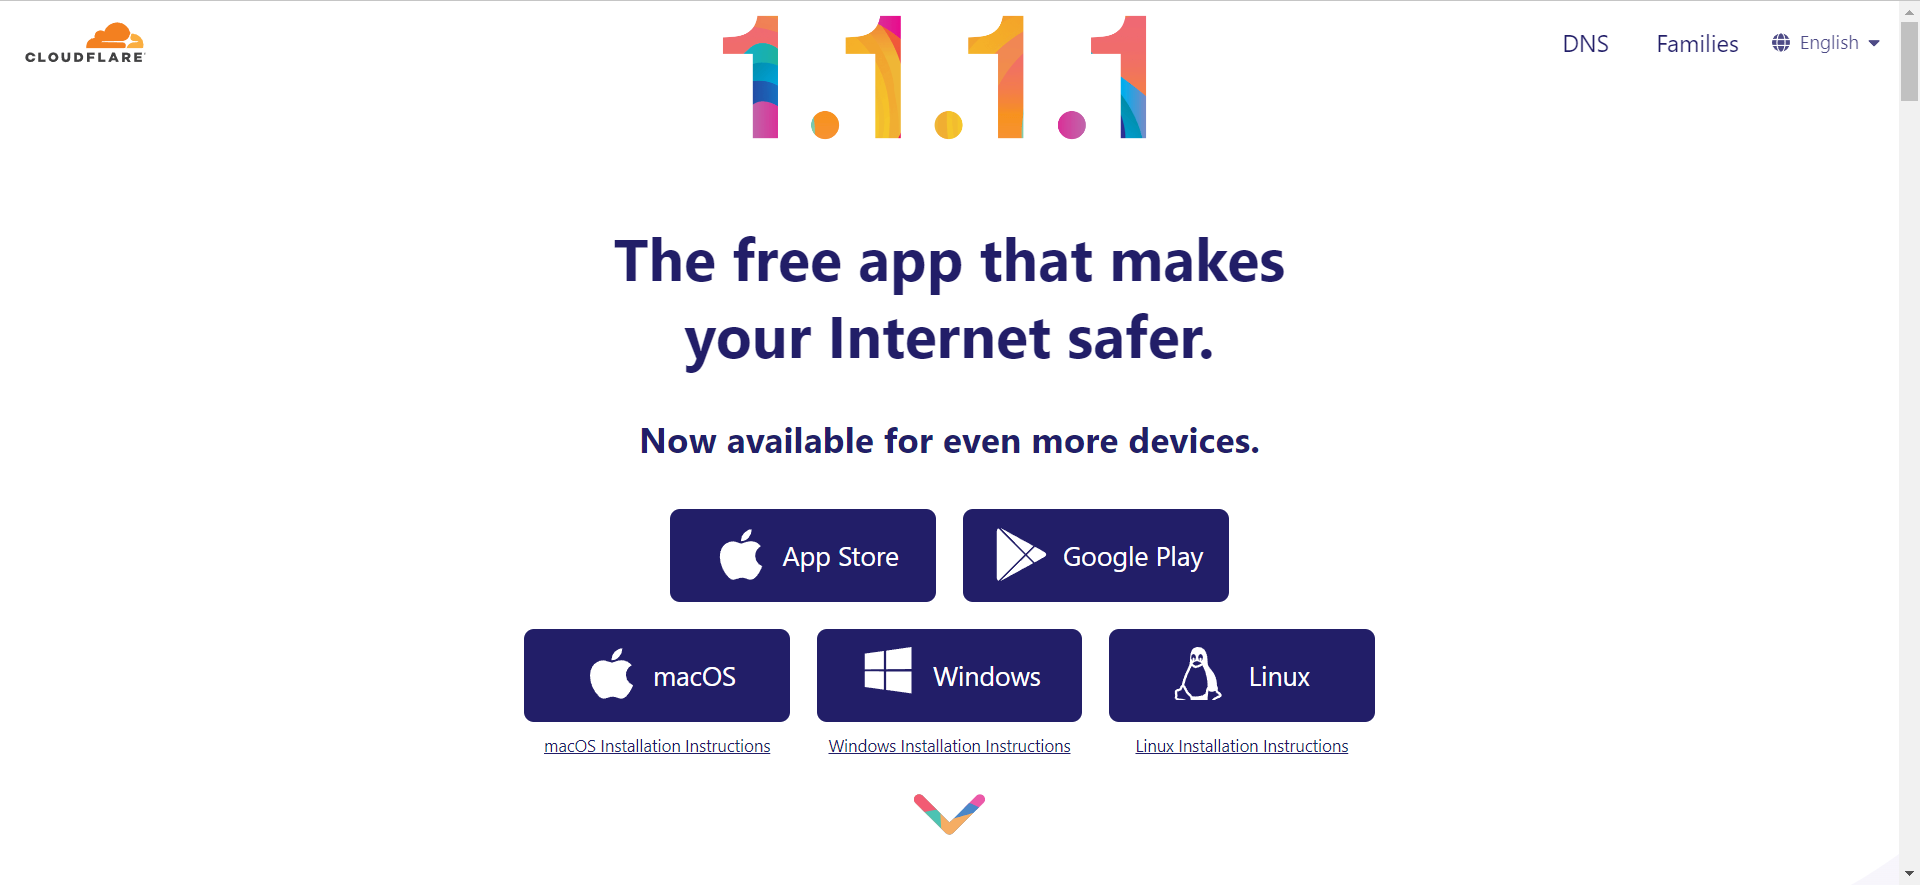 CLOUDFLARE
1.1.1.1
DNS
Families
English
The free app that makes
your Internet safer.
Now available for even more devices.
App Store
Google Play
macOS
Windows
Linux
macOS Installation Instructions
Windows Installation Instructions
Linux Installation Instructions